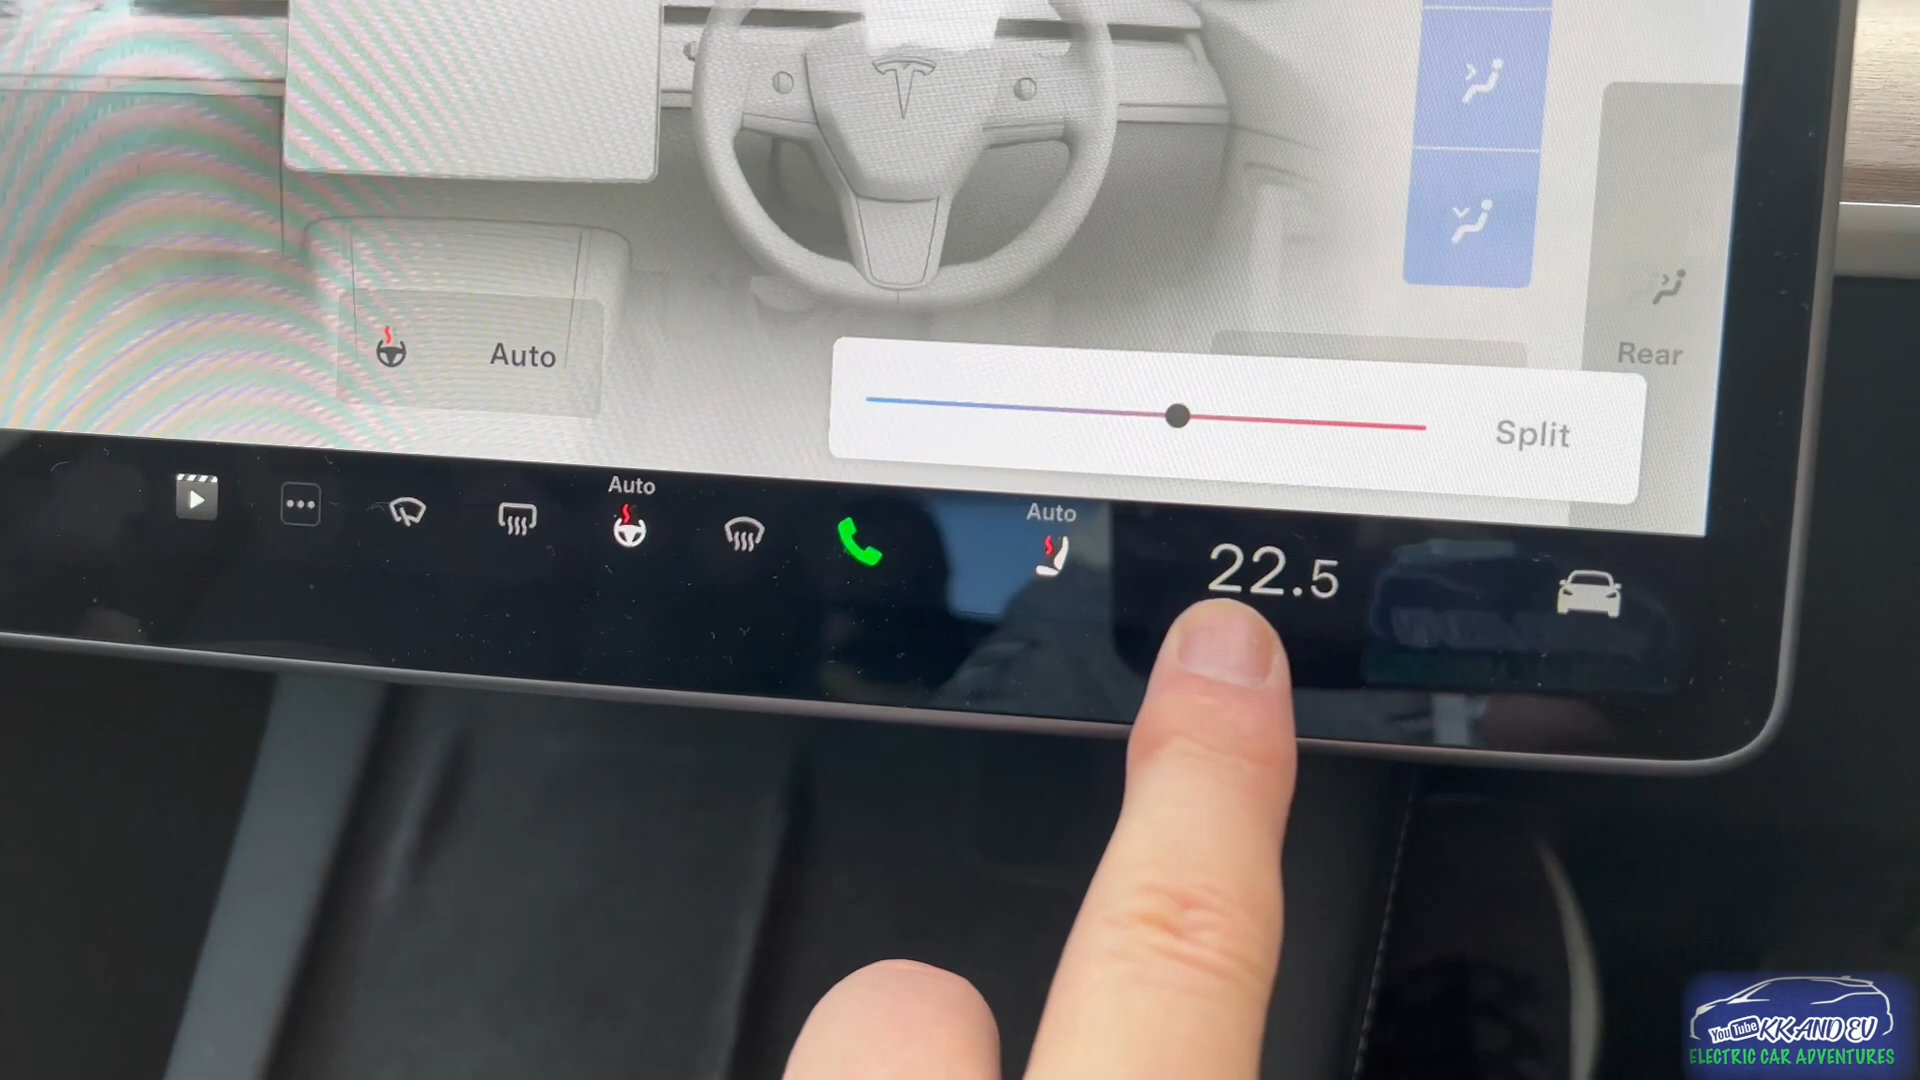 Auto
Rear
Split
Auto
Auto
22.5
YouTube KK AND EV
ELECTRIC CAR ADVENTURES